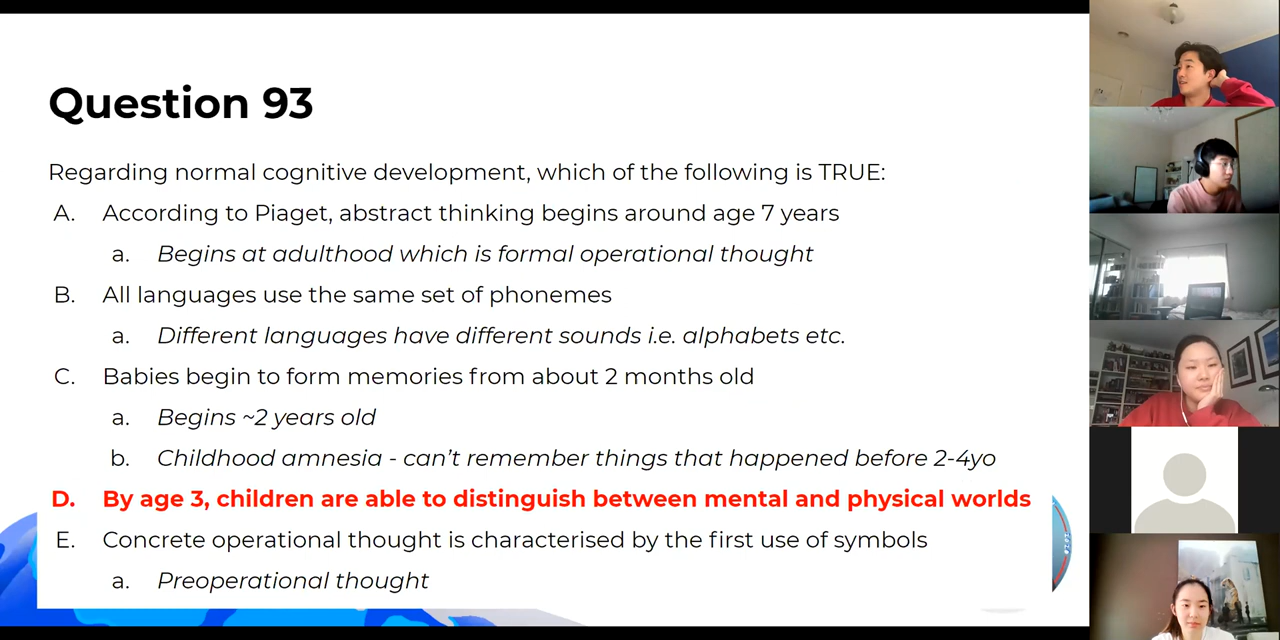 Question 93
Regarding normal cognitive development, which of the following is TRUE:
A. According to Piaget, abstract thinking begins around age 7 years
a. Begins at adulthood which is formal operational thought
B. All languages use the same set of phonemes
a. Different languages have different sounds i.e. alphabets etc.
C. Babies begin to form memories from about 2 months old
a. Begins ~2 years old
b. Childhood amnesia - can't remember things that happened before 2-4yo
D. By age 3, children are able to distinguish between mental and physical worlds
E. Concrete operational thought is characterised by the first use of symbols
a. Preoperational thought